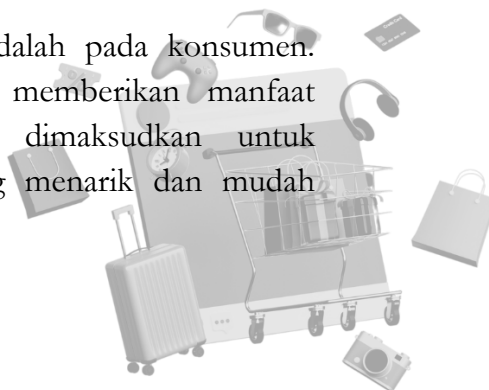 dalah pada konsumen.
memberikan manfaat
dimaksudkan untuk
g menarik dan mudah